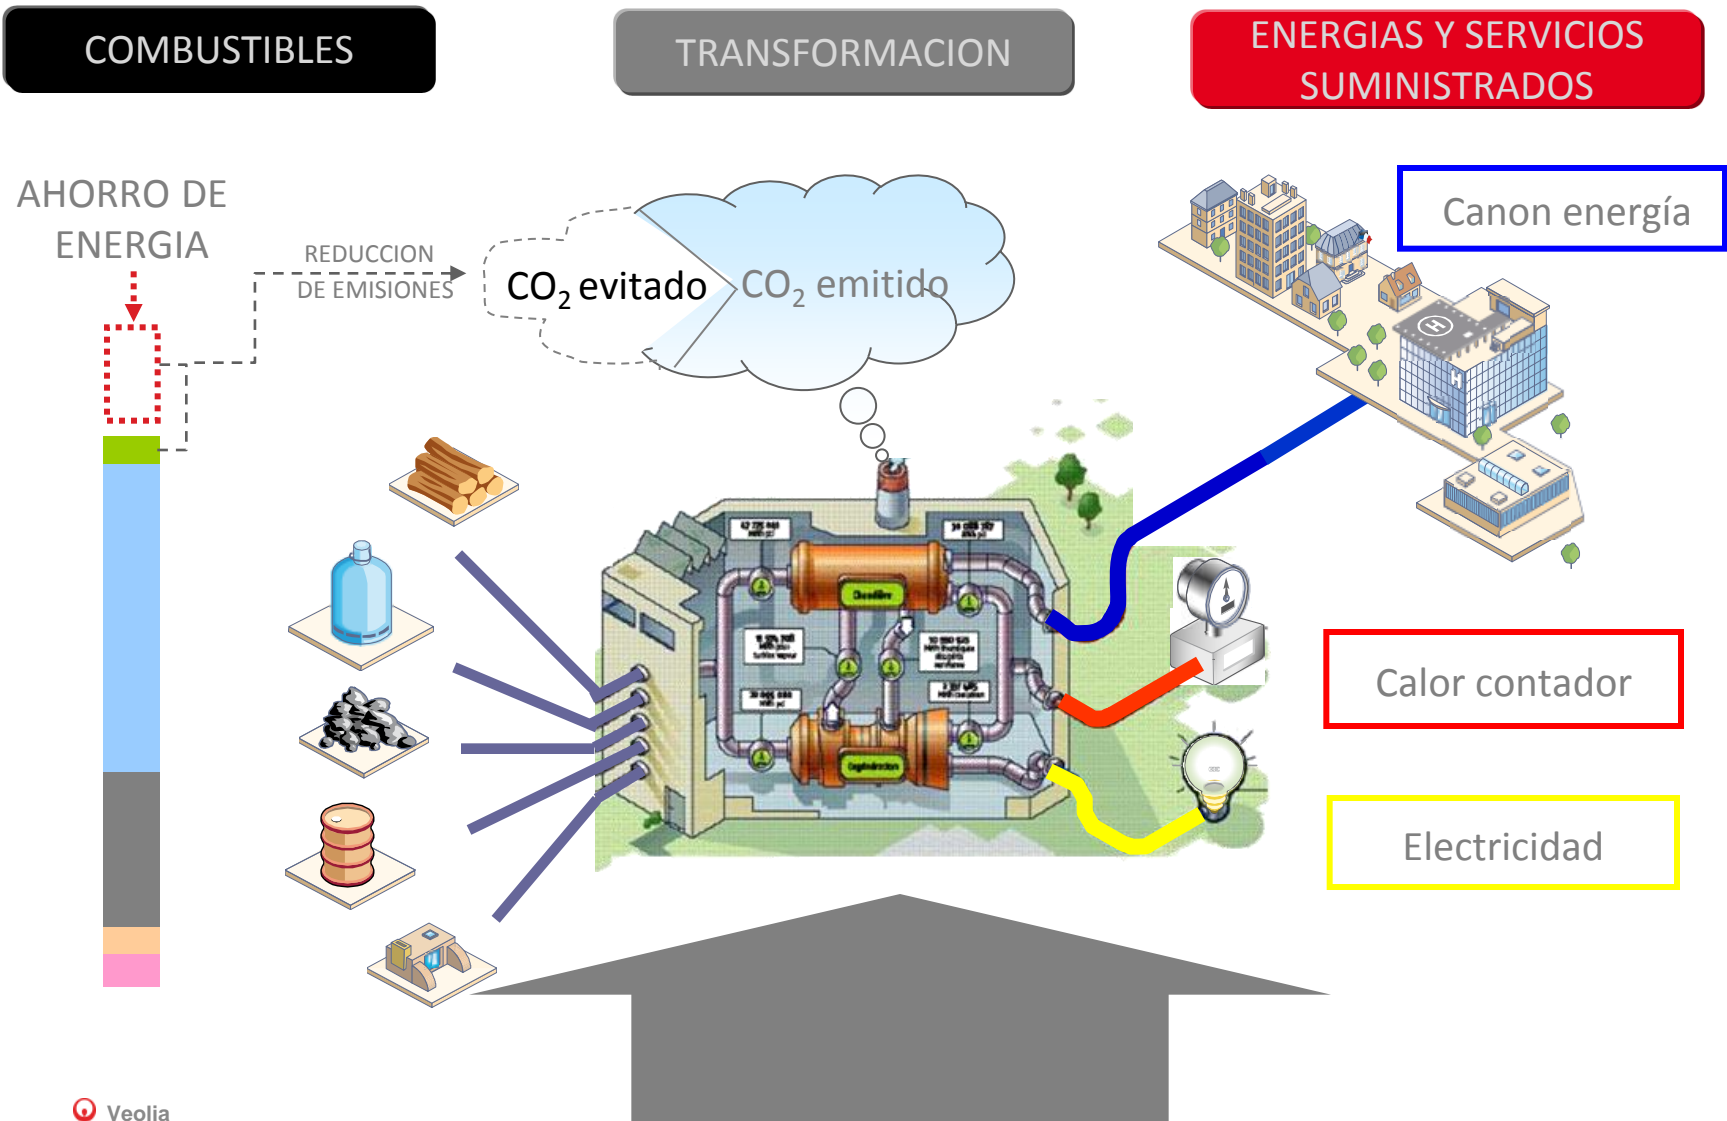 COMBUSTIBLES
TRANSFORMACION
ENERGIAS Y SERVICIOS
SUMINISTRADOS
AHORRO DE
ENERGIA
REDUCCION
DE EMISIONES
CO2 evitado
CO2 emitido
Canon energía
H
H
Calor contador
Electricidad
Veolia